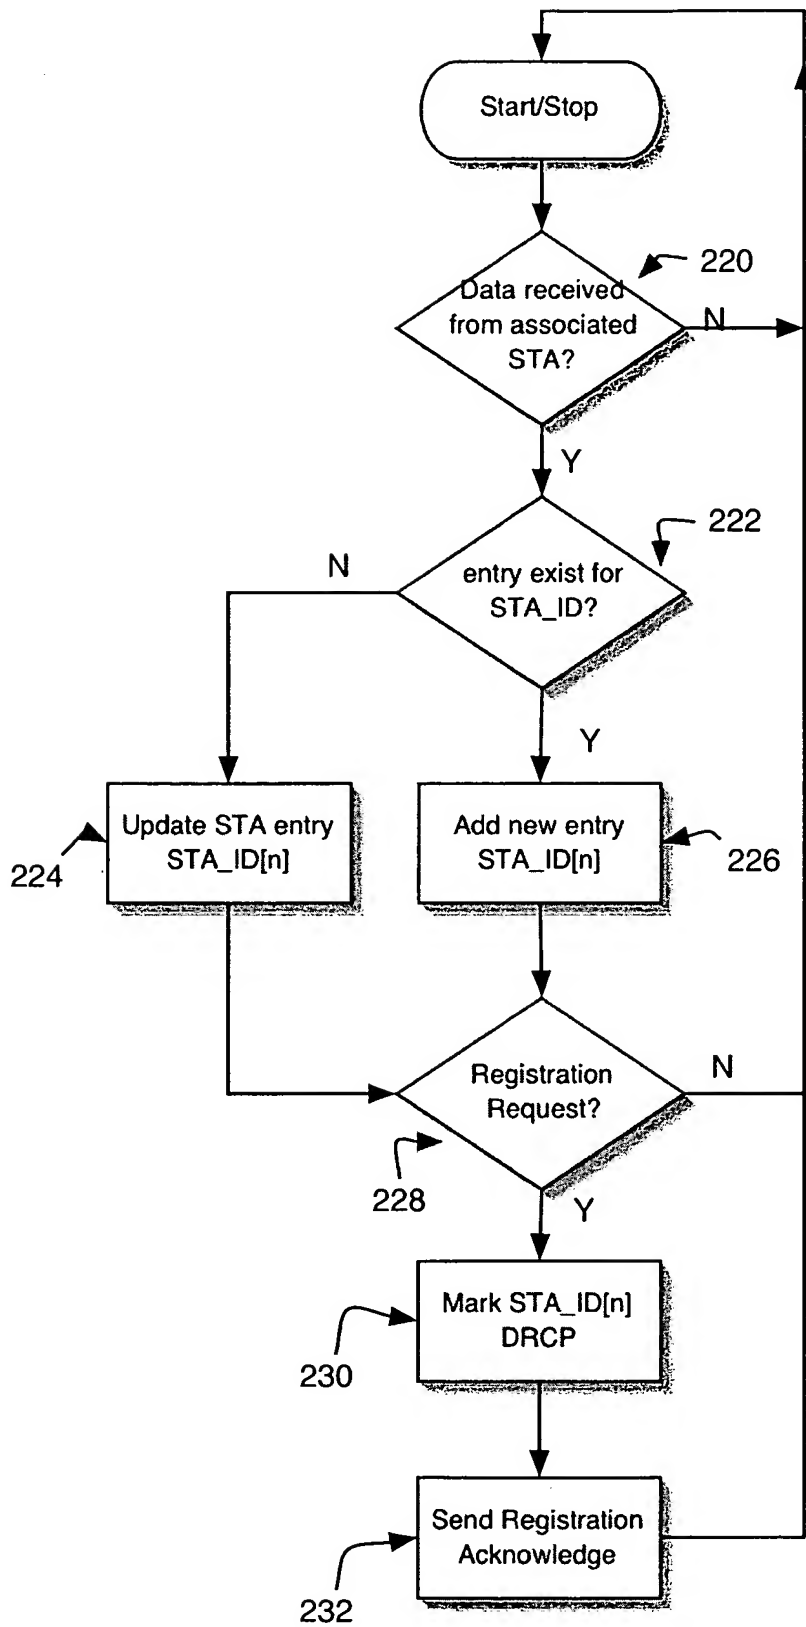 Start/Stop
220
Data received
from associated
STA?
N
Y
222
entry exist for
STA_ID?
N
Y
Update STA entry
STA_ID[n]
224
Add new entry
STA_ID[n]
226
Registration
Request?
N
228
Y
Mark STA_ID[n]
DRCP
230
Send Registration
Acknowledge
232